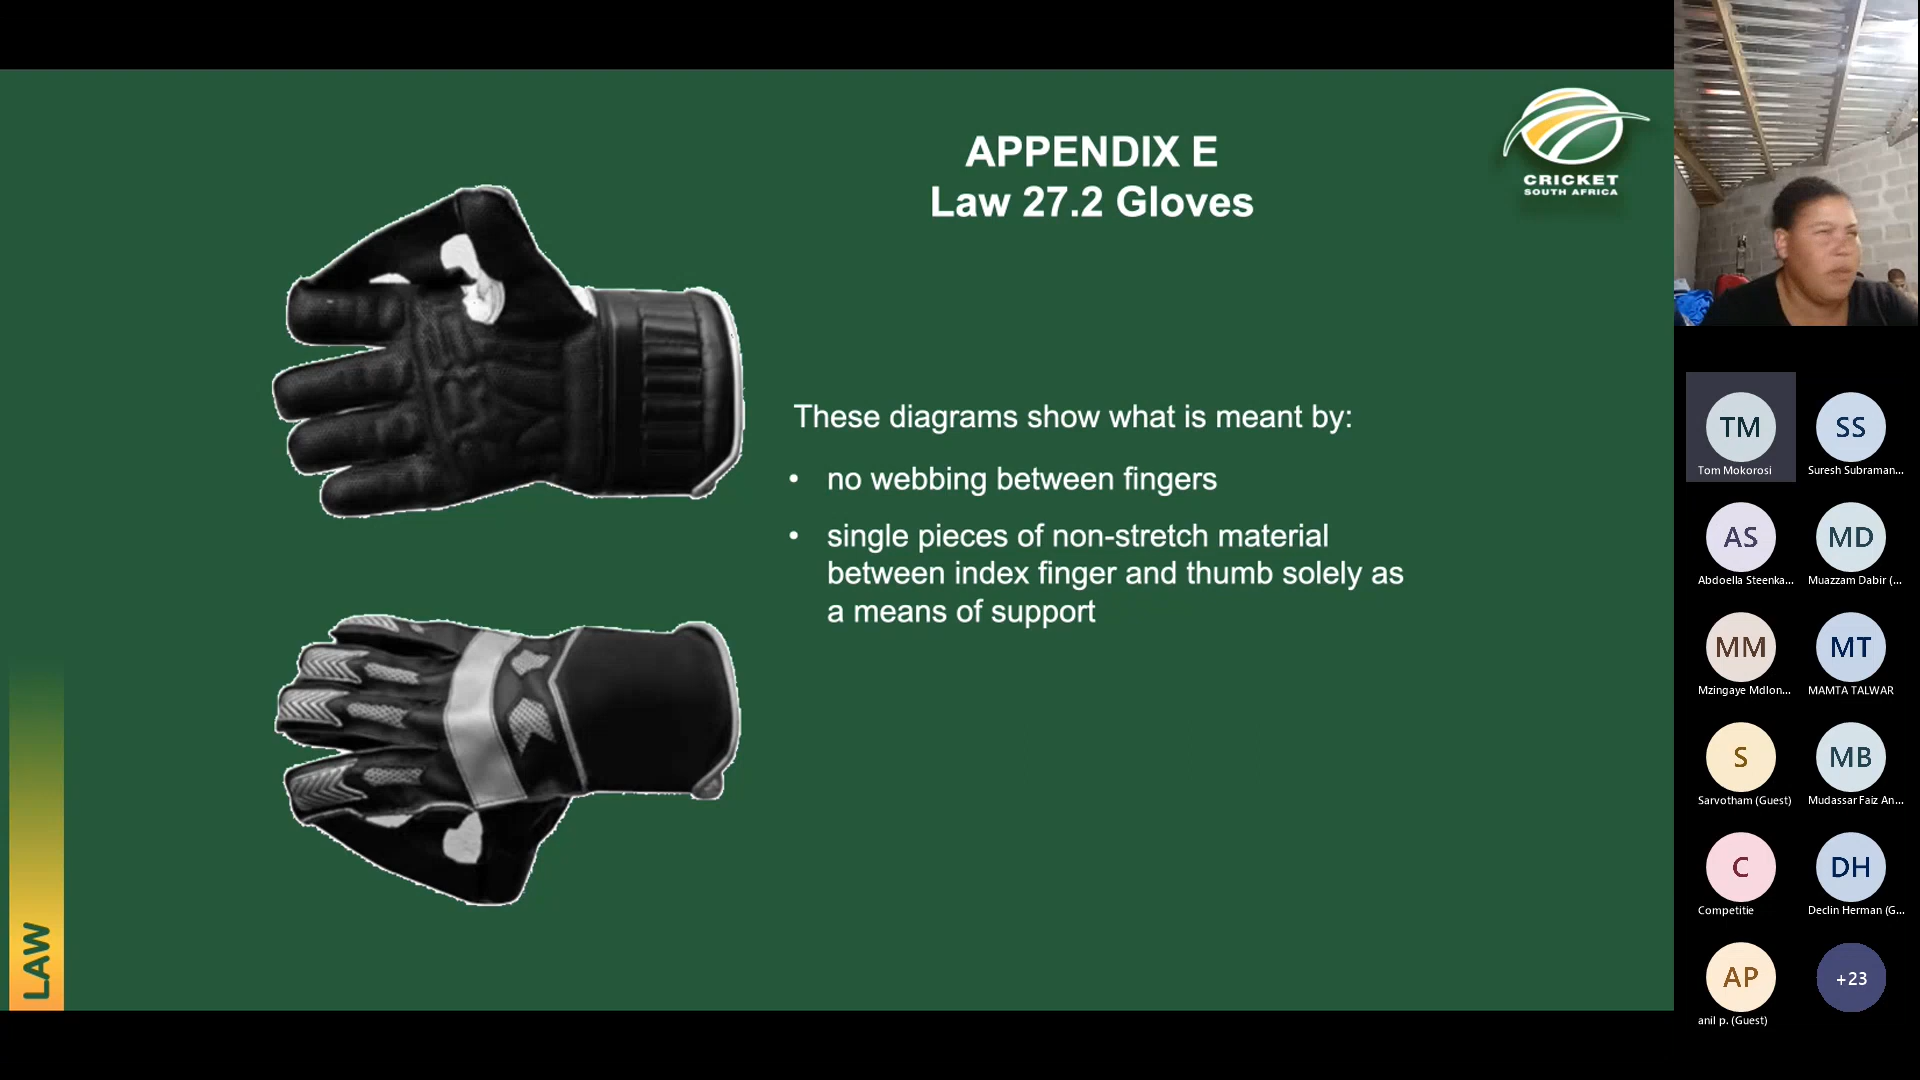 APPENDIX E
Law 27.2 Gloves
CRICKET
SOUTH AFRICA
These diagrams show what is meant by:
• no webbing between fingers
• single pieces of non-stretch material
between index finger and thumb solely as
a means of support
LAW
TM
Tom Mokorosi
SS
Suresh Subraman...
AS
Abdoella Steenka...
MD
Muazzam Dabir (...
MM
Mzingaye Mdlon...
MT
MAMTA TALWAR
S
Sarvotham (Guest)
MB
Mudassar Faiz An...
C
Competitie
DH
Declin Herman (G...
AP
anil p. (Guest)
+23